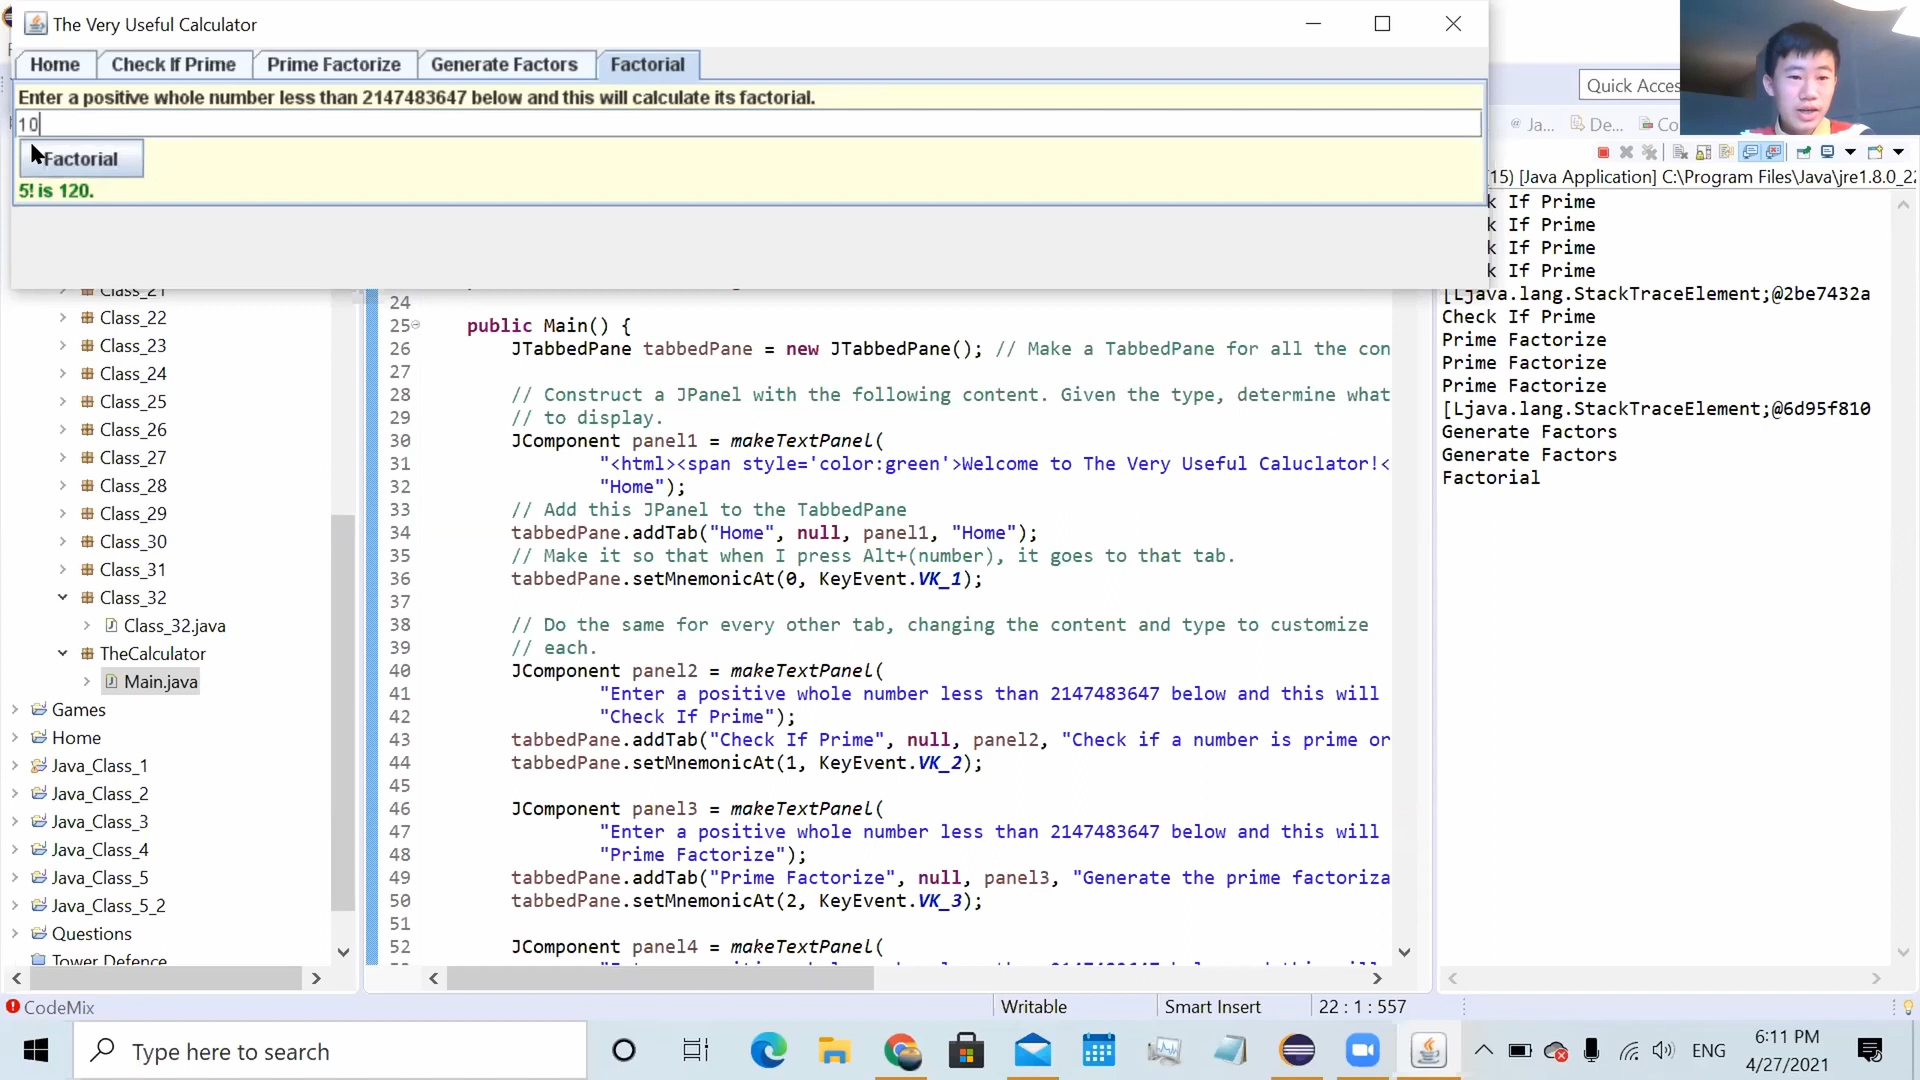 The Very Useful Calculator
Home
Check If Prime
Prime Factorize
Generate Factors
Factorial
Enter a positive whole number less than 2147483647 below and this will calculate its factorial.
10
Factorial
5! is 120.
Quick Acces
Ja...
De...
Co
15) [Java Application] C:\Program Files\Java\jre1.8.0_22
k If Prime
k If Prime
k If Prime
k If Prime
[Ljava.lang.StackTraceElement;@2be7432a
Check If Prime
Prime Factorize
Prime Factorize
Prime Factorize
[Ljava.lang.StackTraceElement;@6d95f810
Generate Factors
Generate Factors
Factorial
Class_21
Class_22
Class_23
Class_24
Class_25
Class_26
Class_27
Class_28
Class_29
Class_30
Class_31
Class_32
Class_32.java
TheCalculator
Main.java
Games
Home
Java_Class_1
Java_Class_2
Java_Class_3
Java_Class_4
Java_Class_5
Java_Class_5_2
Questions
Tower Defence
24
25 public Main() {
26 JTabbedPane tabbedPane = new JTabbedPane(); // Make a TabbedPane for all the con
27
28 // Construct a JPanel with the following content. Given the type, determine what
29 // to display.
30 JComponent panel1 = makeTextPanel(
31 "<html><span style='color:green'>Welcome to The Very Useful Caluclator!<
32 "Home");
33 // Add this JPanel to the TabbedPane
34 tabbedPane.addTab("Home", null, panel1, "Home");
35 // Make it so that when I press Alt+(number), it goes to that tab.
36 tabbedPane.setMnemonicAt(0, KeyEvent.VK_1);
37
38 // Do the same for every other tab, changing the content and type to customize
39 // each.
40 JComponent panel2 = makeTextPanel(
41 "Enter a positive whole number less than 2147483647 below and this will
42 "Check If Prime");
43 tabbedPane.addTab("Check If Prime", null, panel2, "Check if a number is prime or
44 tabbedPane.setMnemonicAt(1, KeyEvent.VK_2);
45
46 JComponent panel3 = makeTextPanel(
47 "Enter a positive whole number less than 2147483647 below and this will
48 "Prime Factorize");
49 tabbedPane.addTab("Prime Factorize", null, panel3, "Generate the prime factoriza
50 tabbedPane.setMnemonicAt(2, KeyEvent.VK_3);
51
52 JComponent panel4 = makeTextPanel(
CodeMix
Writable
Smart Insert
22 : 1 : 557
Type here to search
ENG
6:11 PM
4/27/2021